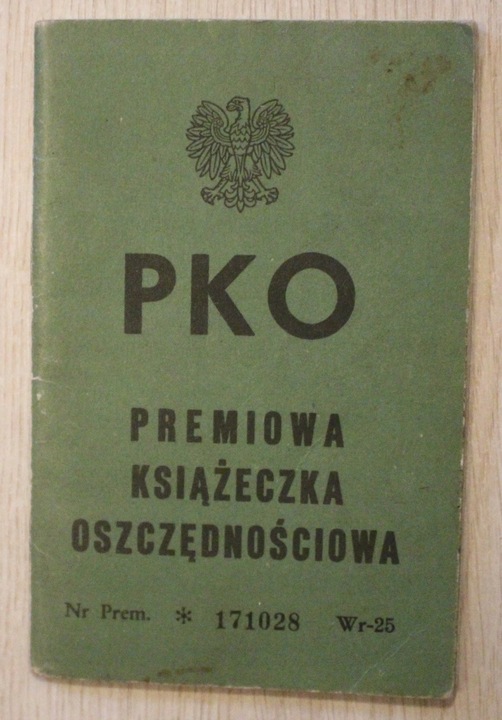 PKO
PREMIOWA
KSIĄŻECZKA
OSZCZĘDNOŚCIOWA
Nr Prem. * 171028 Wr-25